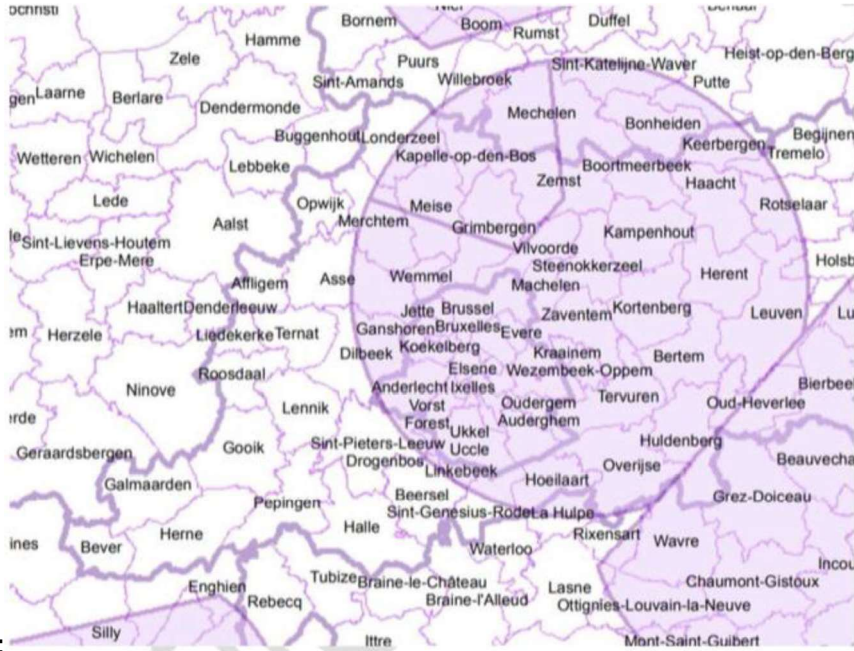 Bornem
Boom
Rumst
Duffel
Hamme
Zele
Puurs
Sint-Katelijne-Waver
Heist-op-den-Berg
Sint-Amands
Willebroek
Putte
Laarne
Berlare
Dendermonde
Mechelen
Bonheiden
Buggenhout
Londerzeel
Keerbergen
Begijnen
Tremelo
Wetteren
Wichelen
Lebbeke
Kapelle-op-den-Bos
Boortmeerbeek
Zemst
Haacht
Lede
Opwijk
Meise
Rotselaar
Aalst
Merchtem
Grimbergen
Kampenhout
Sint-Lievens-Houtem
Vilvoorde
Erpe-Mere
Steenokkerzeel
Holsb
Affligem
Asse
Wemmel
Machelen
Herent
Haaltert
Denderleeuw
Jette
Brussel
Zaventem
Kortenberg
Leuven
Lu
Herzele
Liedekerke
Ternat
Ganshoren
Bruxelles
Evere
Dilbeek
Koekelberg
Kraainem
Bertem
Roosdaal
Elsene
Wezembeek-Oppem
Ninove
Anderlecht
Ixelles
Tervuren
Bierbee
Lennik
Vorst
Oudergem
Oud-Heverlee
Forest
Auderghem
Ukkel
Geraardsbergen
Gooik
Sint-Pieters-Leeuw
Uccle
Huldenberg
Drogenbos
Linkebeek
Overijse
Beauvecha
Galmaarden
Hoeilaart
Pepingen
Beersel
Grez-Doiceau
Sint-Genesius-Rode
La Hulpe
Halle
Herne
Rixensart
Wavre
ines
Bever
Waterloo
Incou
Enghien
Tubize
Braine-le-Château
Lasne
Chaumont-Gistoux
Rebecq
Braine-l'Alleud
Ottignies-Louvain-la-Neuve
Silly
Ittre
Mont-Saint-Guibert